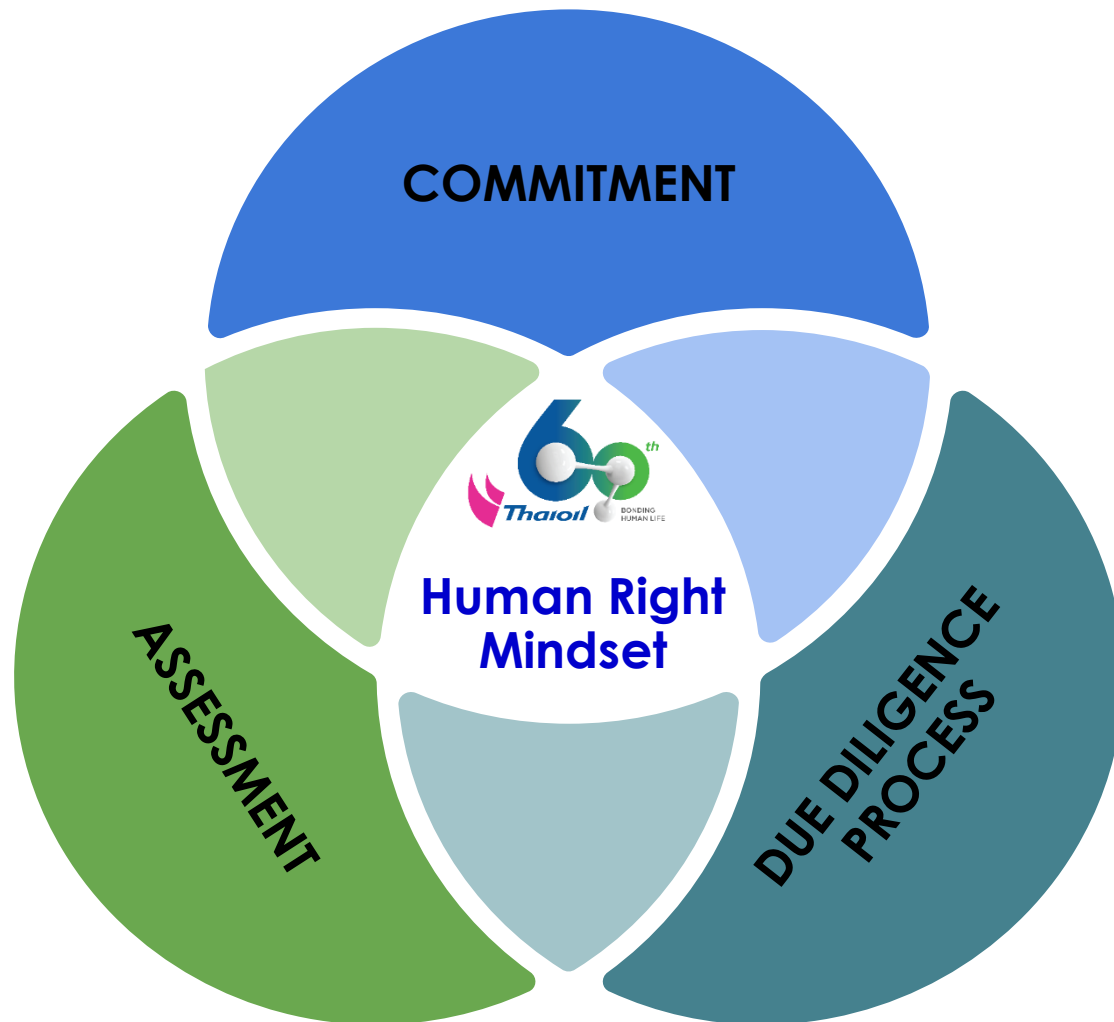 COMMITMENT
60th
Thaioil
BONDING
HUMAN LIFE
Human Right
Mindset
ASSESSMENT
DUE DILIGENCE
PROCESS